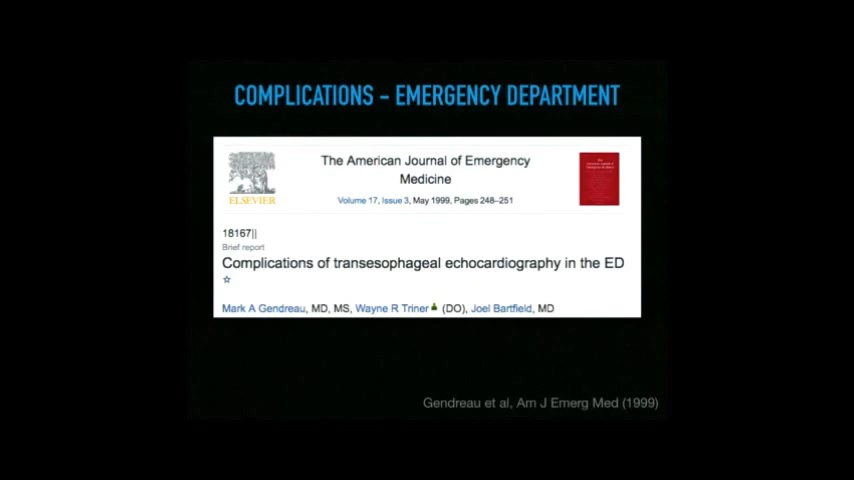 COMPLICATIONS - EMERGENCY DEPARTMENT
The American Journal of Emergency
Medicine
ELSEVIER
Volume 17, Issue 3, May 1999, Pages 248–251
18167||
Brief report
Complications of transesophageal echocardiography in the ED
☆
Mark A Gendreau, MD, MS, Wayne R Triner (DO), Joel Bartfield, MD
Gendreau et al, Am J Emerg Med (1999)